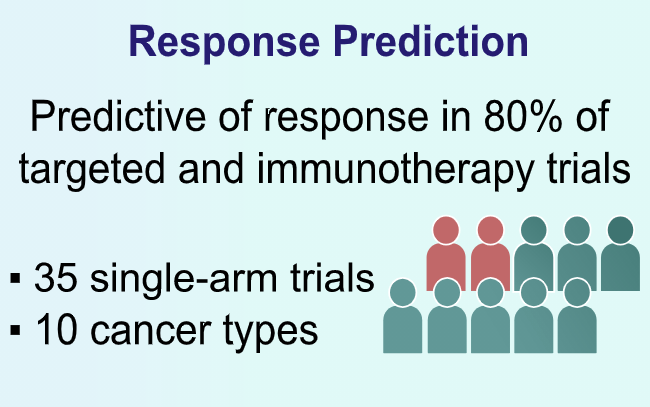 Response Prediction
Predictive of response in 80% of
targeted and immunotherapy trials
▪ 35 single-arm trials
▪ 10 cancer types